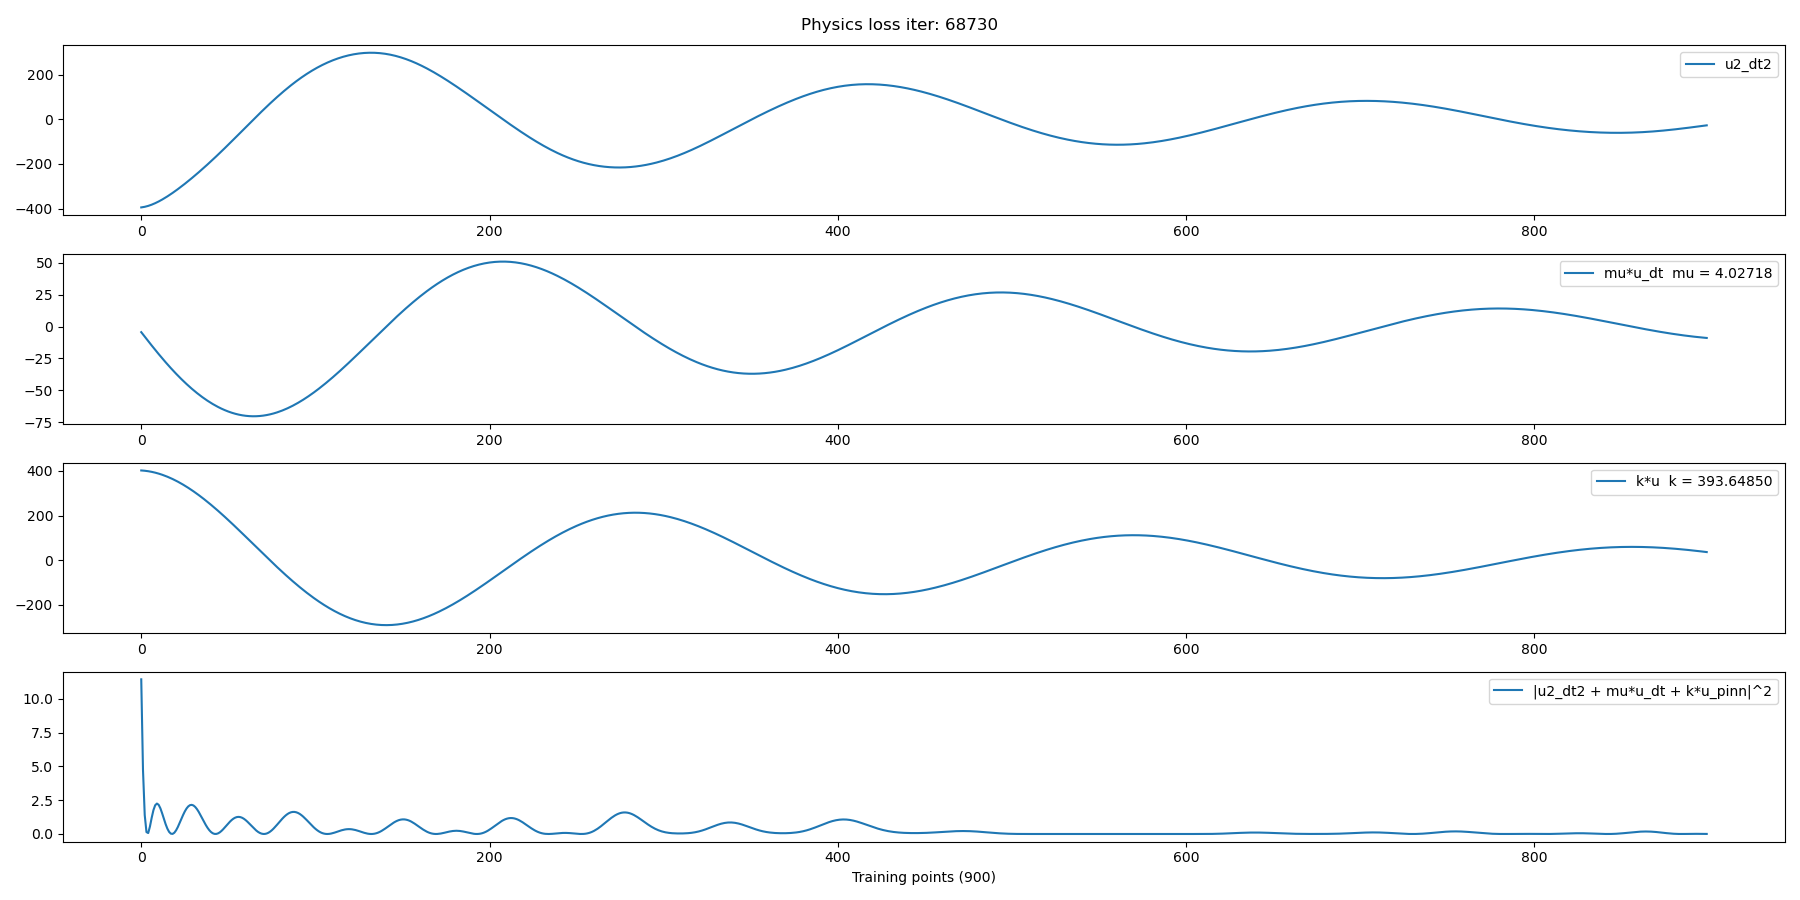 Physics loss iter: 68730
u2_dt2
200
0
−200
−400
0 200 400 600 800
mu*u_dt  mu = 4.02718
50
25
0
−25
−50
−75
0 200 400 600 800
k*u  k = 393.64850
400
200
0
−200
0 200 400 600 800
|u2_dt2 + mu*u_dt + k*u_pinn|^2
10.0
7.5
5.0
2.5
0.0
0 200 400 600 800
Training points (900)